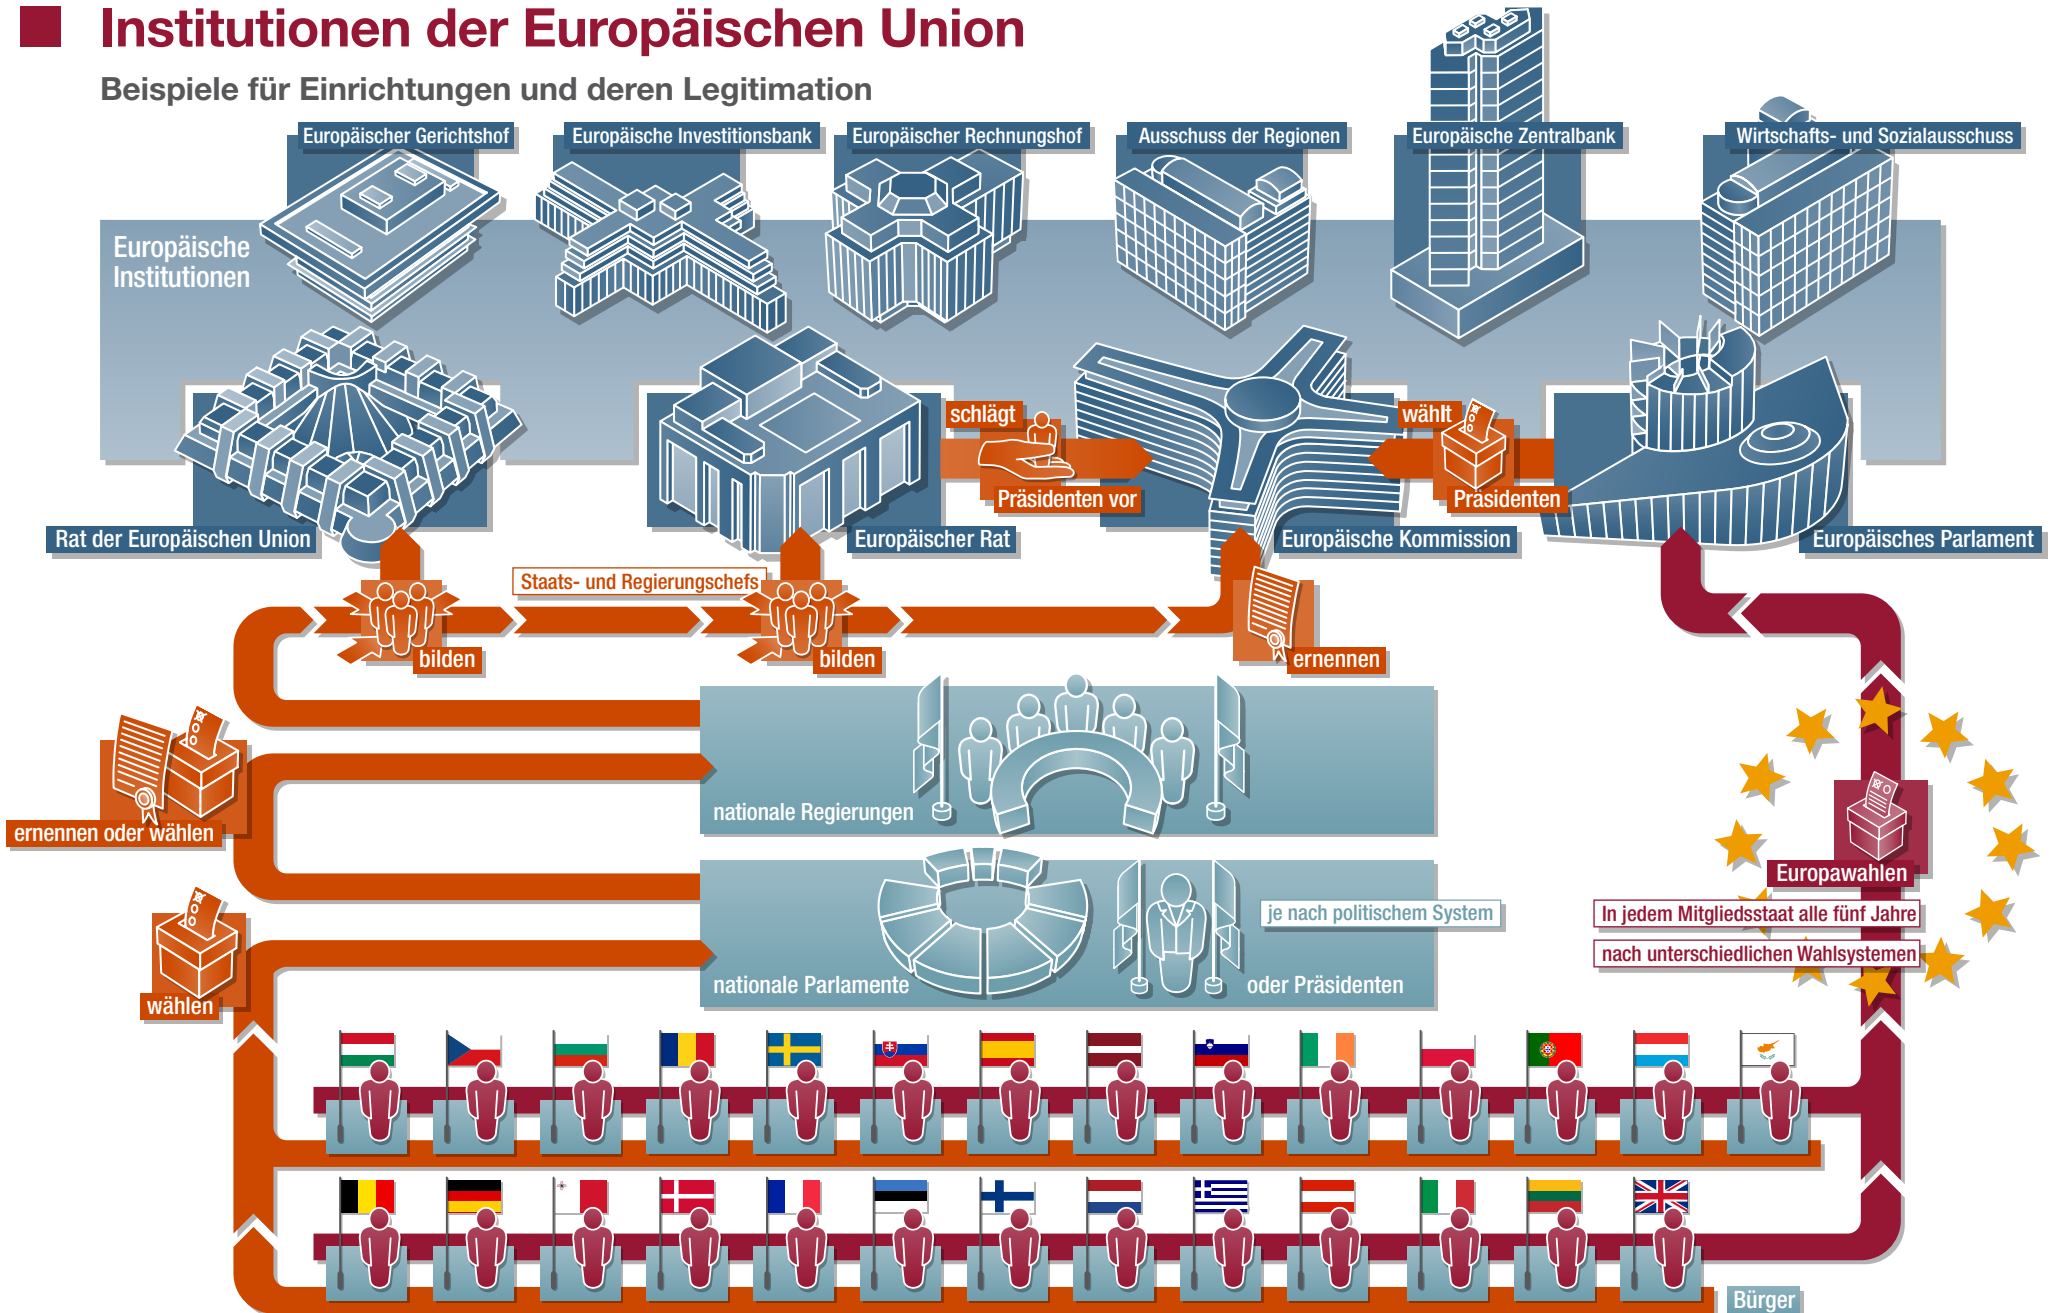 Institutionen der Europäischen Union
Beispiele für Einrichtungen und deren Legitimation
Europäischer Gerichtshof
Europäische Investitionsbank
Europäischer Rechnungshof
Ausschuss der Regionen
Europäische Zentralbank
Wirtschafts- und Sozialausschuss
Europäische
Institutionen
schlägt
Präsidenten vor
wählt
Präsidenten
Rat der Europäischen Union
Europäischer Rat
Europäische Kommission
Europäisches Parlament
Staats- und Regierungschefs
bilden
bilden
ernennen
nationale Regierungen
ernennen oder wählen
Europawahlen
je nach politischem System
In jedem Mitgliedsstaat alle fünf Jahre
nach unterschiedlichen Wahlsystemen
nationale Parlamente
oder Präsidenten
wählen
Bürger